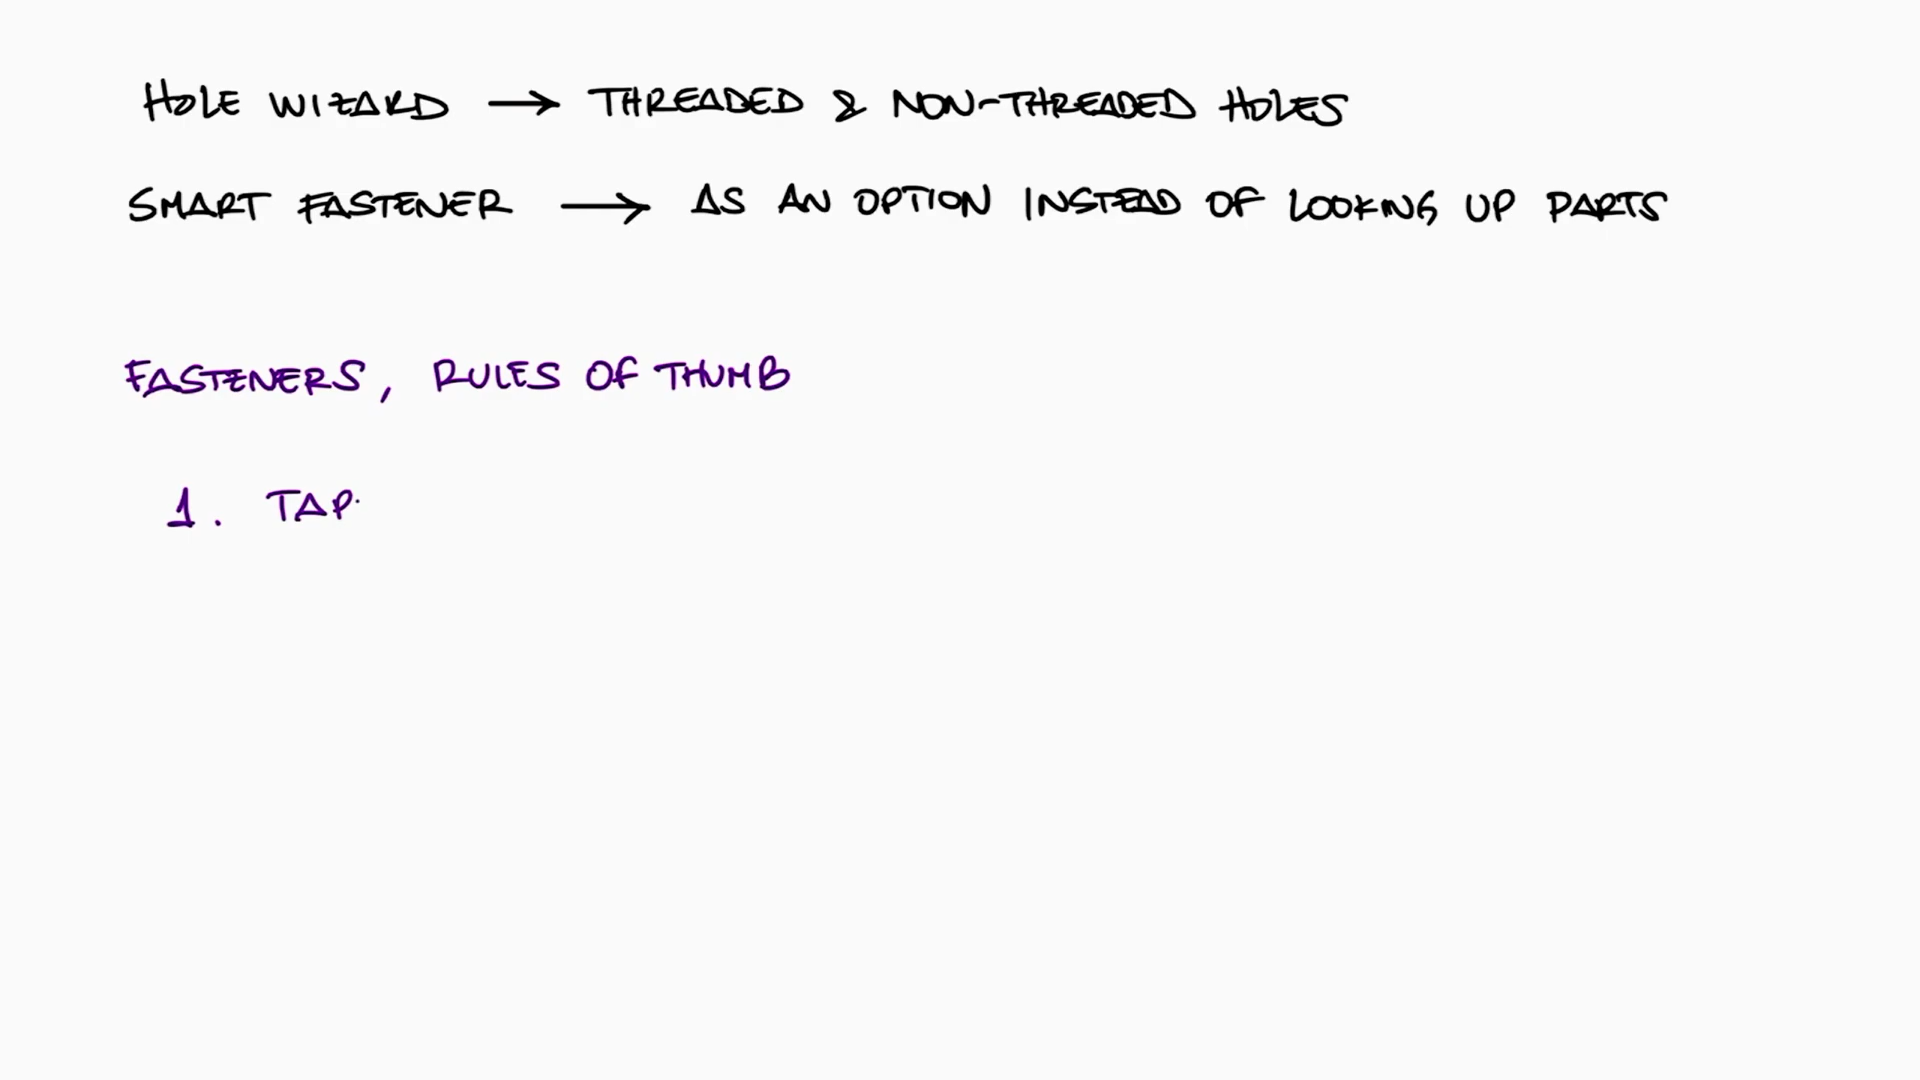 HOLE WIZARD → THREADED & NON-THREADED HOLES
SMART FASTENER → AS AN OPTION INSTEAD OF LOOKING UP PARTS
FASTENERS, RULES OF THUMB
1. TAP